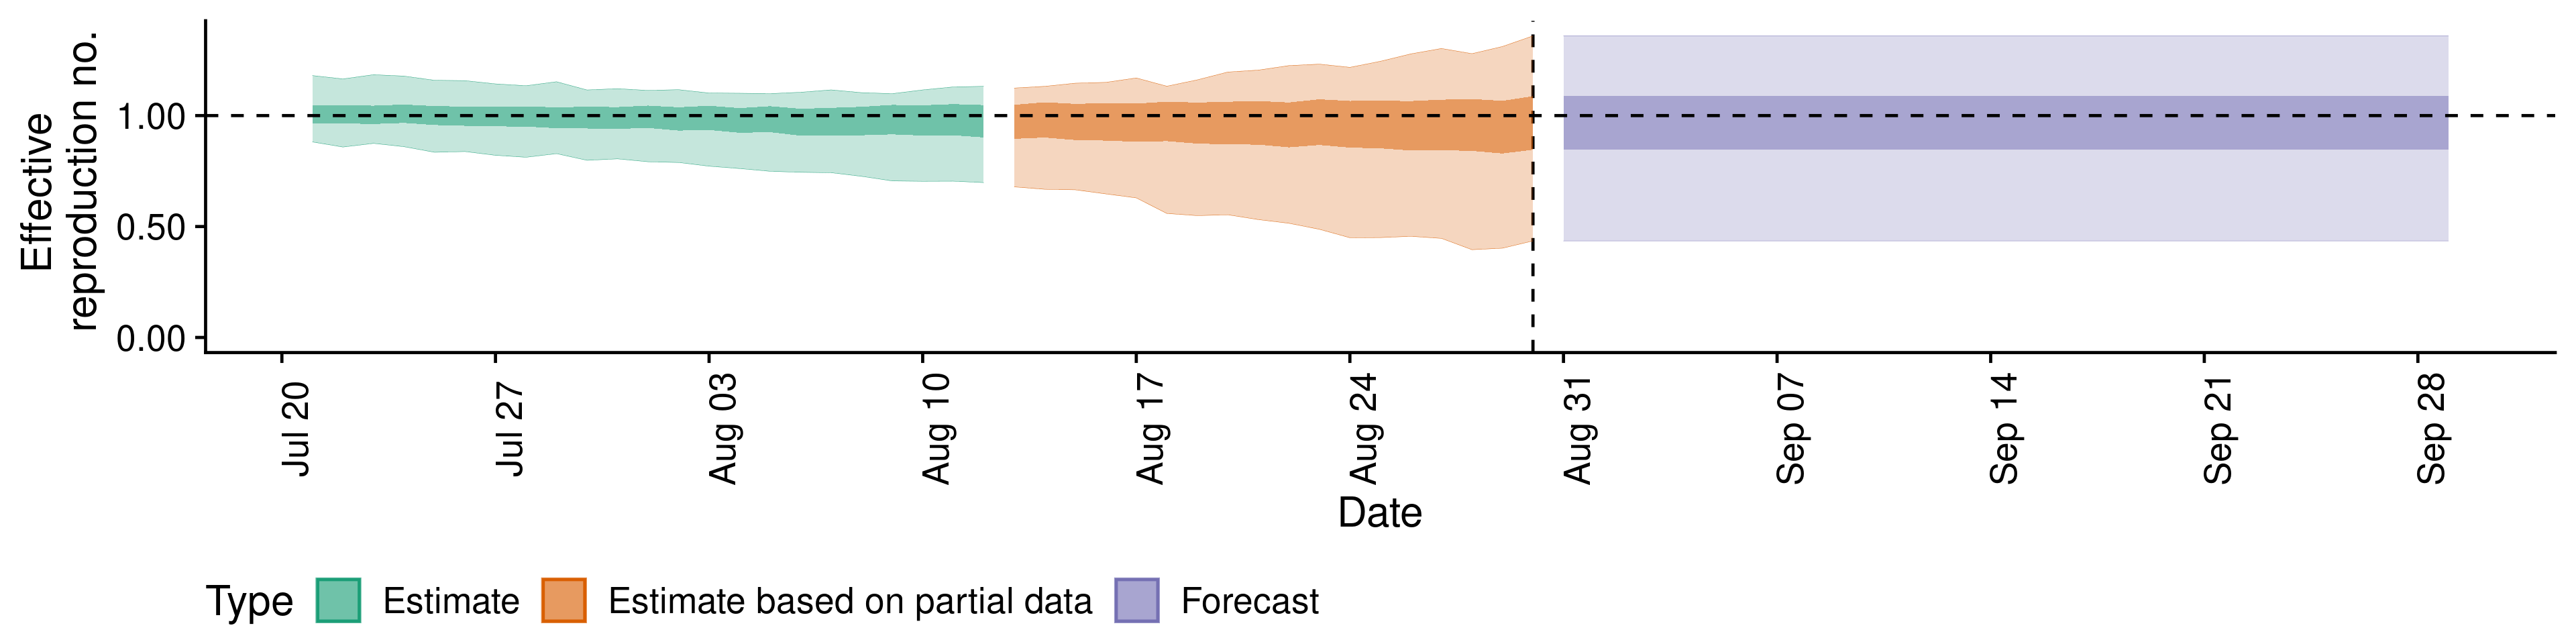 Effective
reproduction no.
1.00
0.50
0.00
Jul 20
Jul 27
Aug 03
Aug 10
Aug 17
Aug 24
Aug 31
Sep 07
Sep 14
Sep 21
Sep 28
Date
Type Estimate Estimate based on partial data Forecast